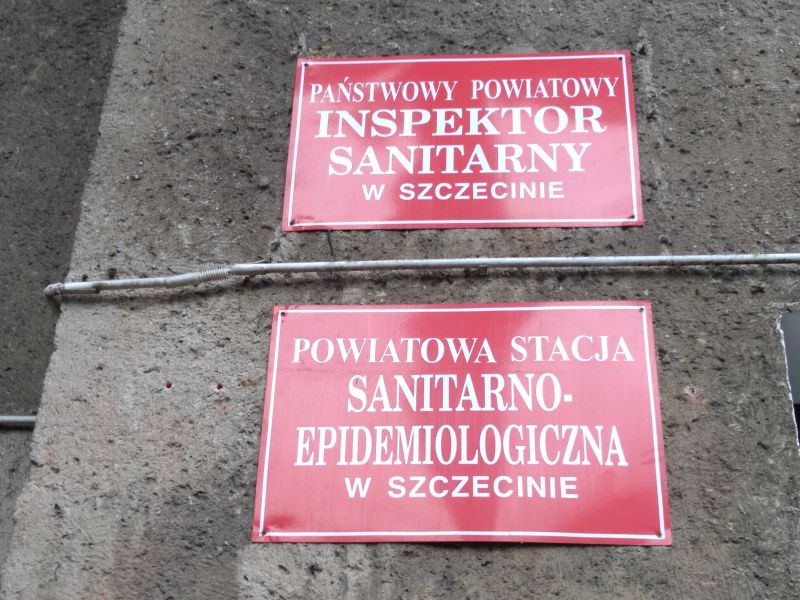 PAŃSTWOWY POWIATOWY
INSPEKTOR
SANITARNY
W SZCZECINIE
POWIATOWA STACJA
SANITARNO-
EPIDEMIOLOGICZNA
W SZCZECINIE